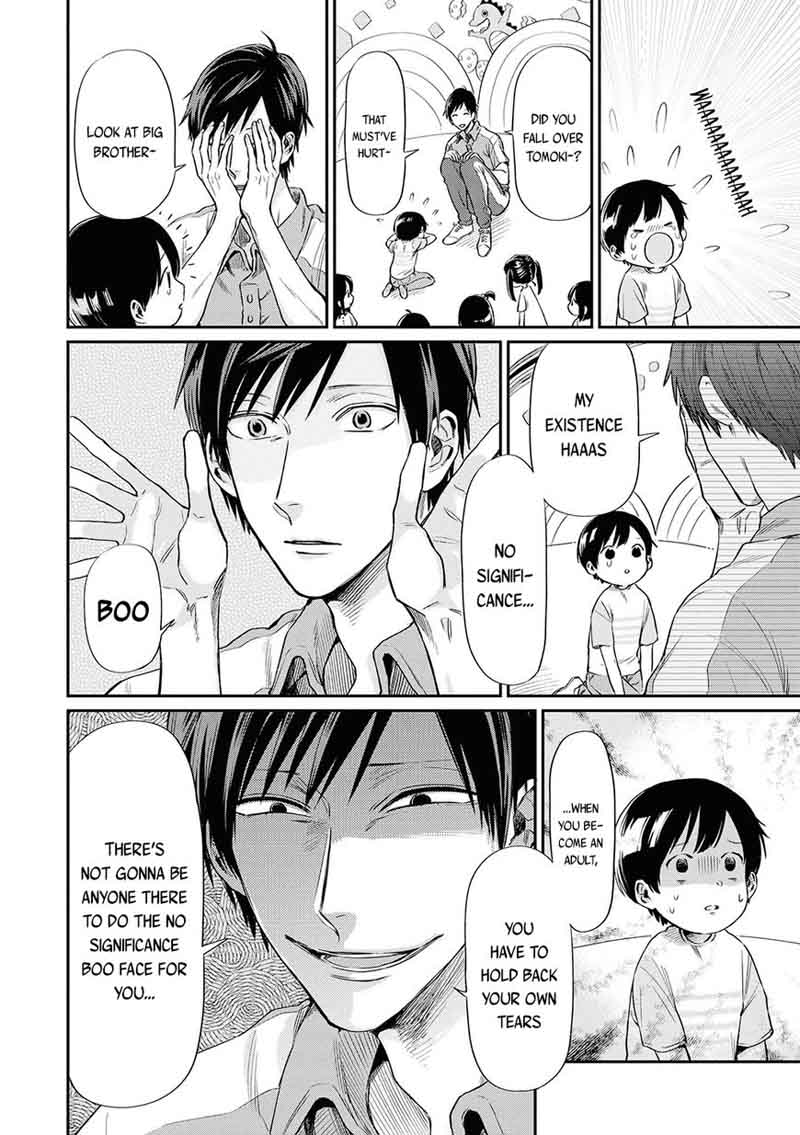 WAAAAAAAAAAAAAH
DID YOU
FALL OVER
TOMOKI-?
THAT
MUST'VE
HURT-
LOOK AT BIG
BROTHER-
MY
EXISTENCE
HAAAS
NO
SIGNIFI-
CANCE...
BOO
...WHEN
YOU BE-
COME AN
ADULT,
YOU
HAVE TO
HOLD BACK
YOUR OWN
TEARS
THERE'S
NOT GONNA BE
ANYONE THERE
TO DO THE NO
SIGNIFICANCE
BOO FACE FOR
YOU...